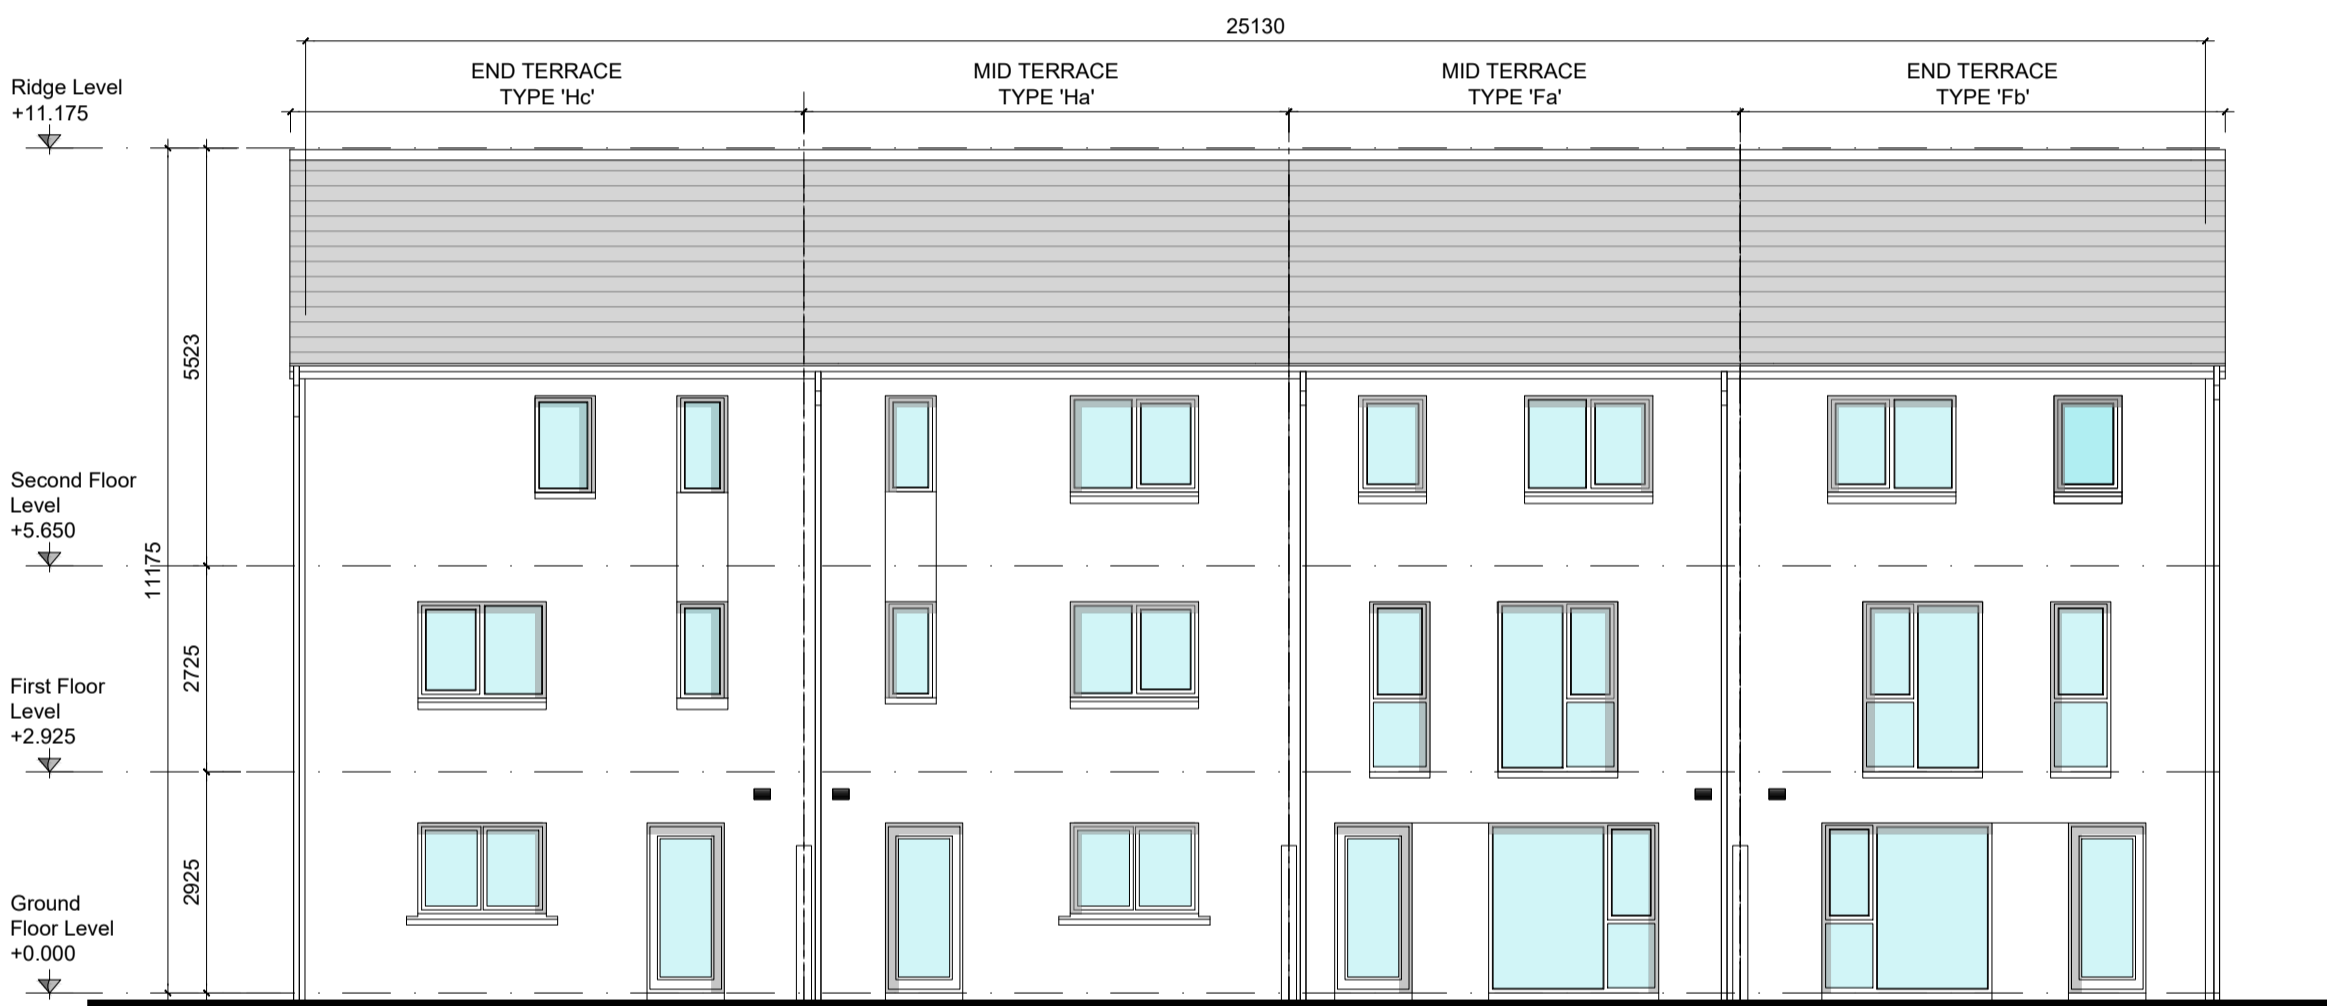 25130
END TERRACE
TYPE 'Hc'
MID TERRACE
TYPE 'Ha'
MID TERRACE
TYPE 'Fa'
END TERRACE
TYPE 'Fb'
Ridge Level
+11.175
5523
Second Floor
Level
+5.650
11175
2725
First Floor
Level
+2.925
2925
Ground
Floor Level
+0.000